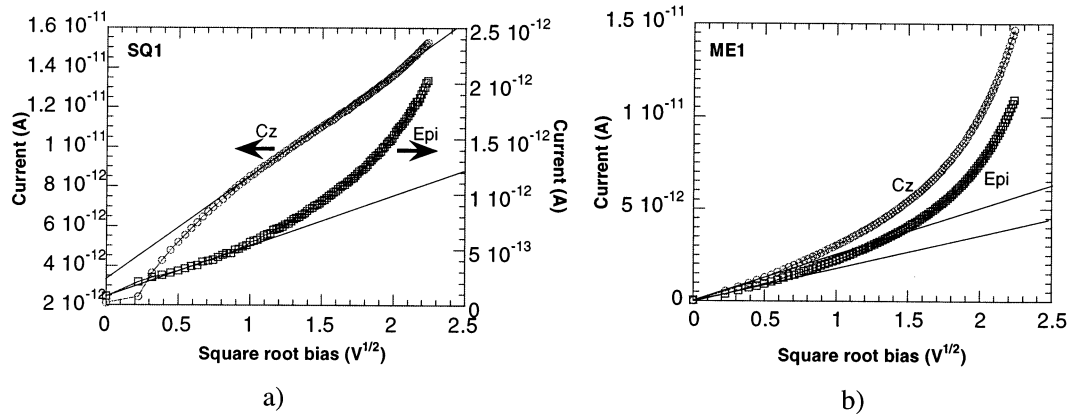 SQ1
1.6 10-11
1.4 10-11
1.2 10-11
1 10-11
8 10-12
6 10-12
4 10-12
2 10-12
Current (A)
Cz
Epi
2.5 10-12
2 10-12
1.5 10-12
1 10-12
5 10-13
0
Current (A)
0 0.5 1 1.5 2 2.5
Square root bias (V1/2)
a)
ME1
1.5 10-11
1 10-11
5 10-12
0
Current (A)
Cz
Epi
0 0.5 1 1.5 2 2.5
Square root bias (V1/2)
b)